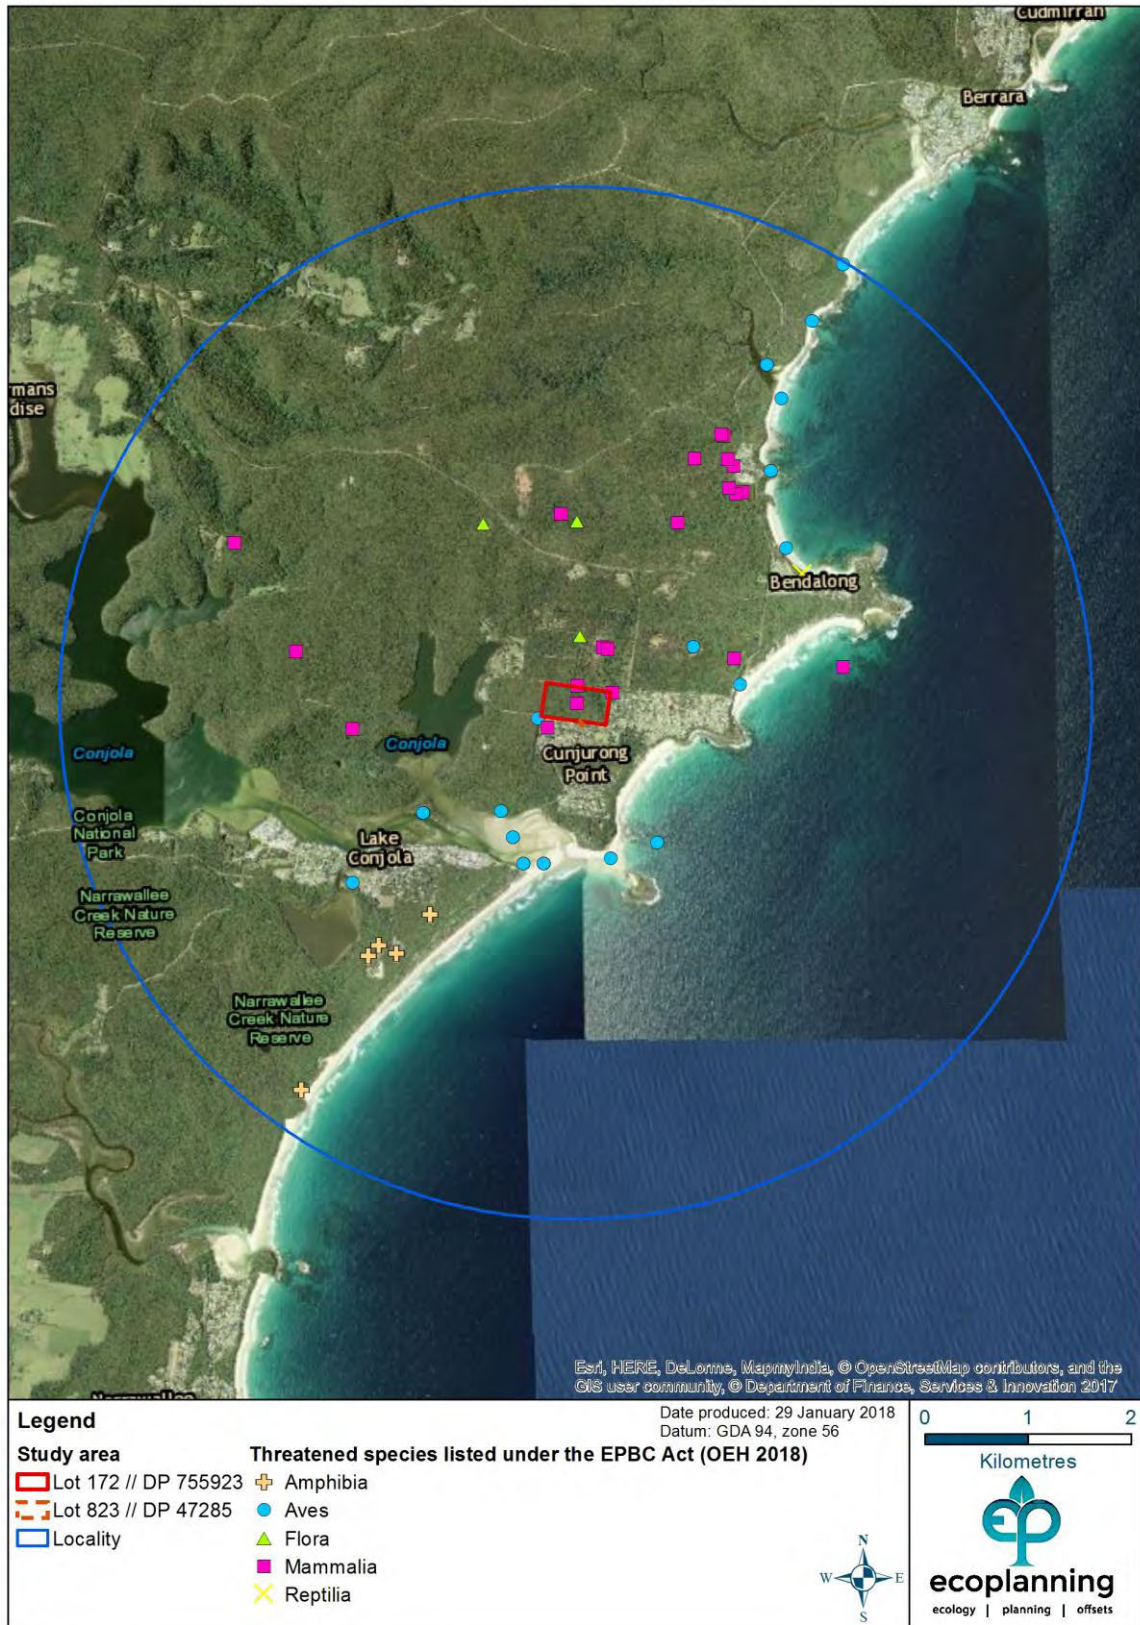 Cudmirran
Berrara
rmans
dise
Bendalong
Conjola
Conjola
Cunjurong
Point
Conjola
National
Park
Lake
Conjola
Narrawallee
Creek Nature
Reserve
Narrawallee
Creek Nature
Reserve
Esri, HERE, DeLorme, MapmyIndia, © OpenStreetMap contributors, and the
GIS user community, © Department of Finance, Services & Innovation 2017
Narrawallee
Legend
Date produced: 29 January 2018
Datum: GDA 94, zone 56
Study area
Lot 172 // DP 755923
Lot 823 // DP 47285
Locality
Threatened species listed under the EPBC Act (OEH 2018)
Amphibia
Aves
Flora
Mammalia
Reptilia
N
W E
S
0 1 2
Kilometres
ep
ecoplanning
ecology | planning | offsets